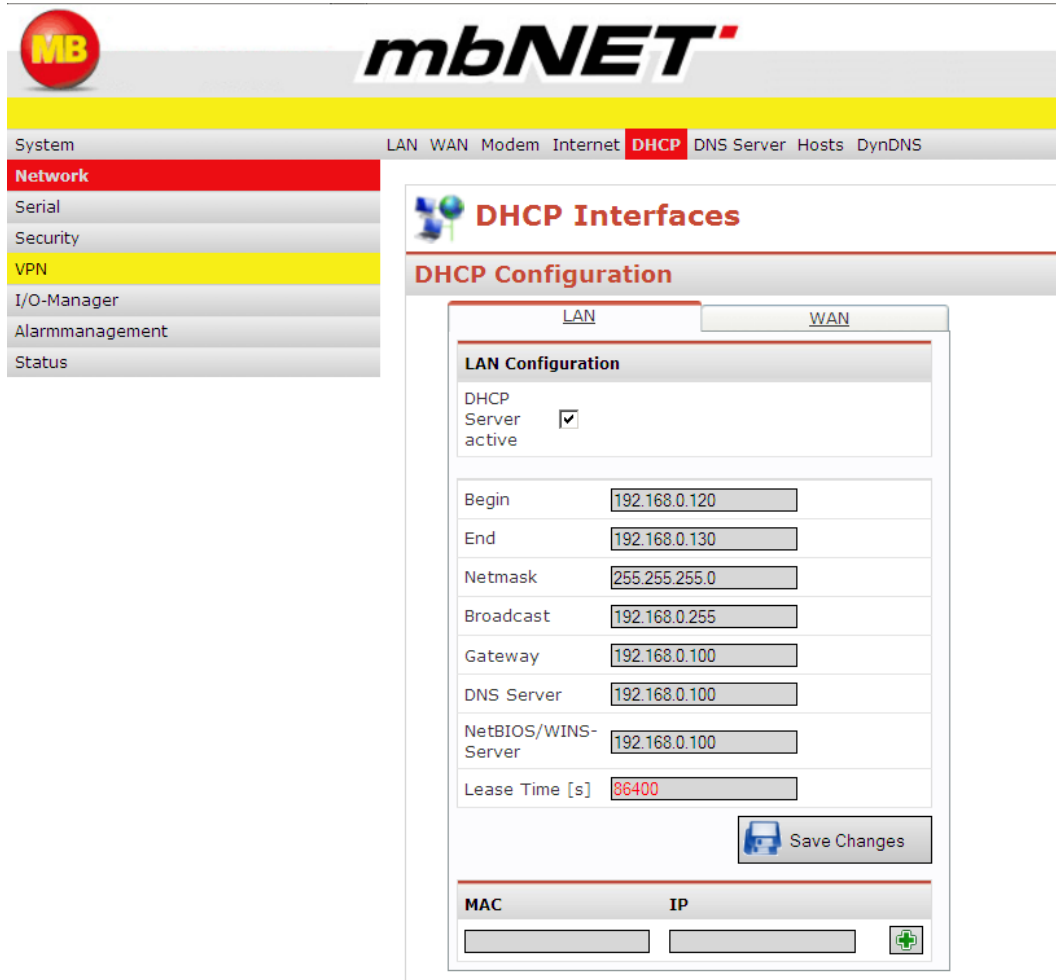 MB
mbNET
System
LAN WAN Modem Internet DHCP DNS Server Hosts DynDNS
Network
Serial
Security
VPN
I/O-Manager
Alarmmanagement
Status
DHCP Interfaces
DHCP Configuration
LAN
WAN
LAN Configuration
DHCP
Server
active
Begin
192.168.0.120
End
192.168.0.130
Netmask
255.255.255.0
Broadcast
192.168.0.255
Gateway
192.168.0.100
DNS Server
192.168.0.100
NetBIOS/WINS-
Server
192.168.0.100
Lease Time [s]
86400
Save Changes
MAC
IP